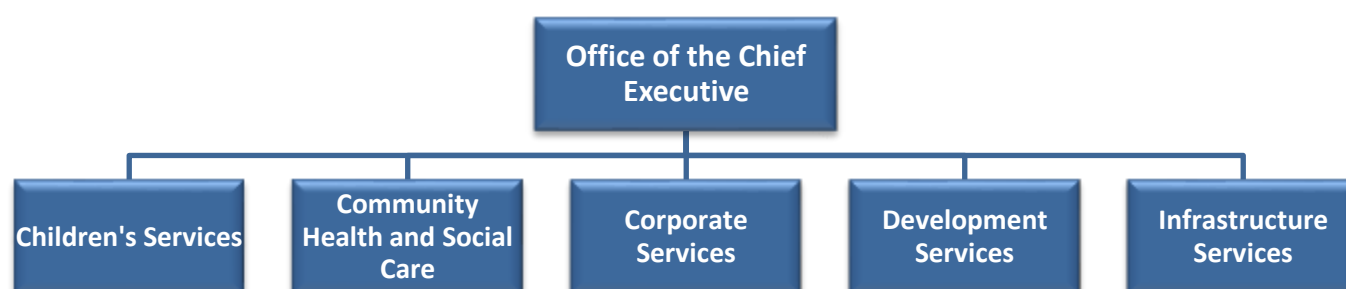 Office of the Chief
Executive
Children's Services
Community
Health and Social
Care
Corporate
Services
Development
Services
Infrastructure
Services